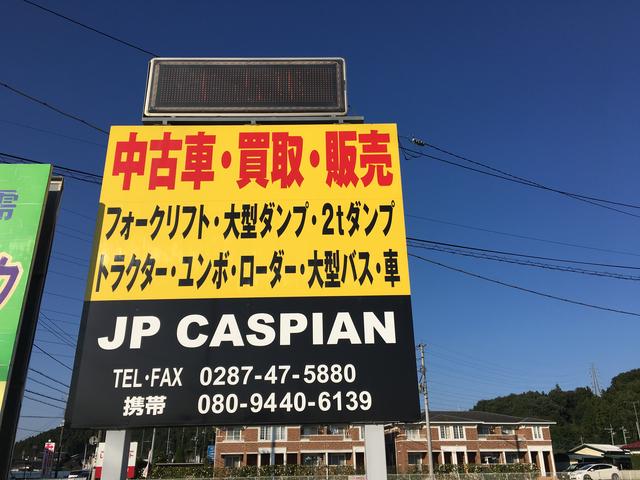 中古車・買取・販売
フォークリフト・大型ダンプ・2tダンプ
トラクター・ユンボ・ローダー・大型バス・車
JP CASPIAN
TEL・FAX 0287-47-5880
携帯 080-9440-6139